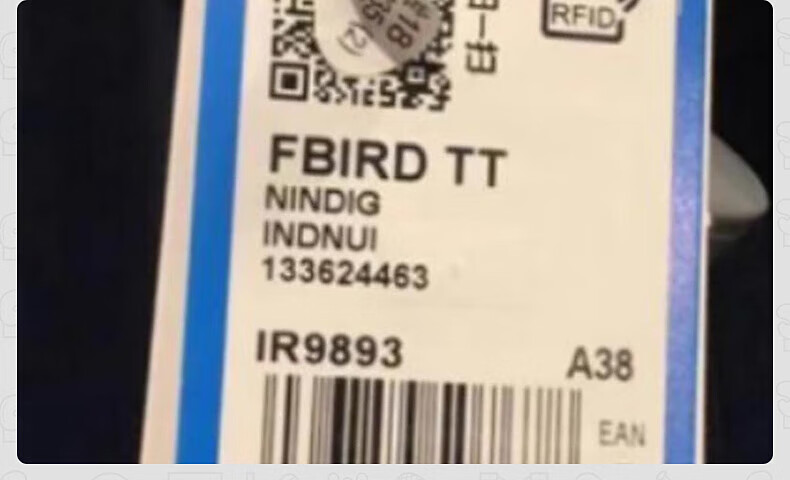 RFID
FBIRD TT
NINDIG
INDNUI
133624463
IR9893
A38
EAN